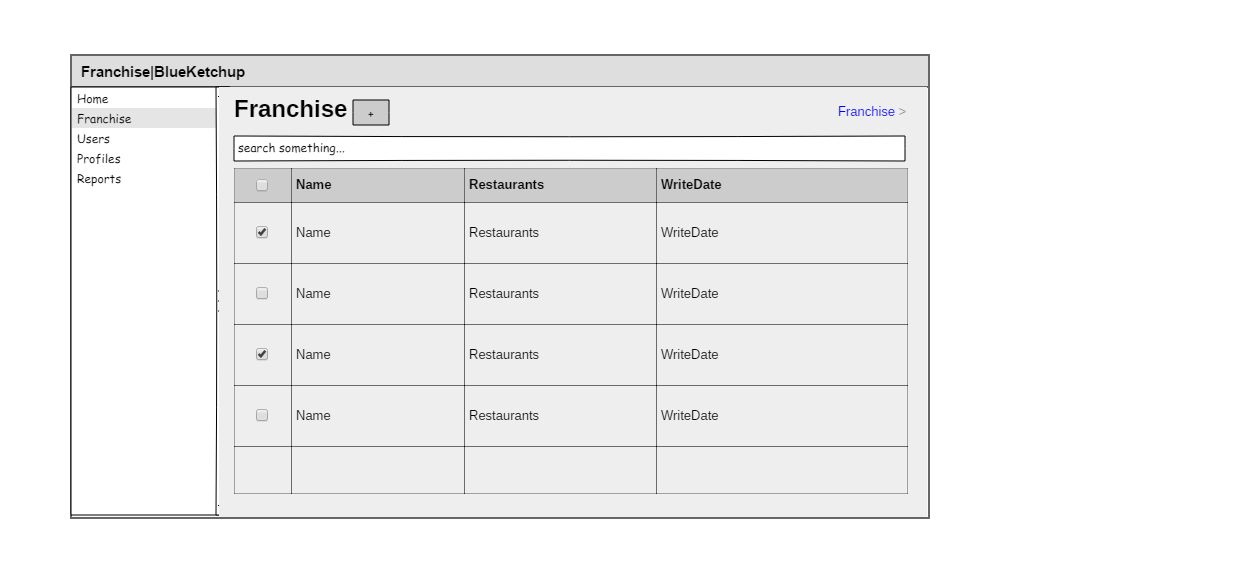 Franchise|BlueKetchup
Home
Franchise
Users
Profiles
Reports
Franchise +
Franchise >
search something...
Name Restaurants WriteDate
Name Restaurants WriteDate
Name Restaurants WriteDate
Name Restaurants WriteDate
Name Restaurants WriteDate